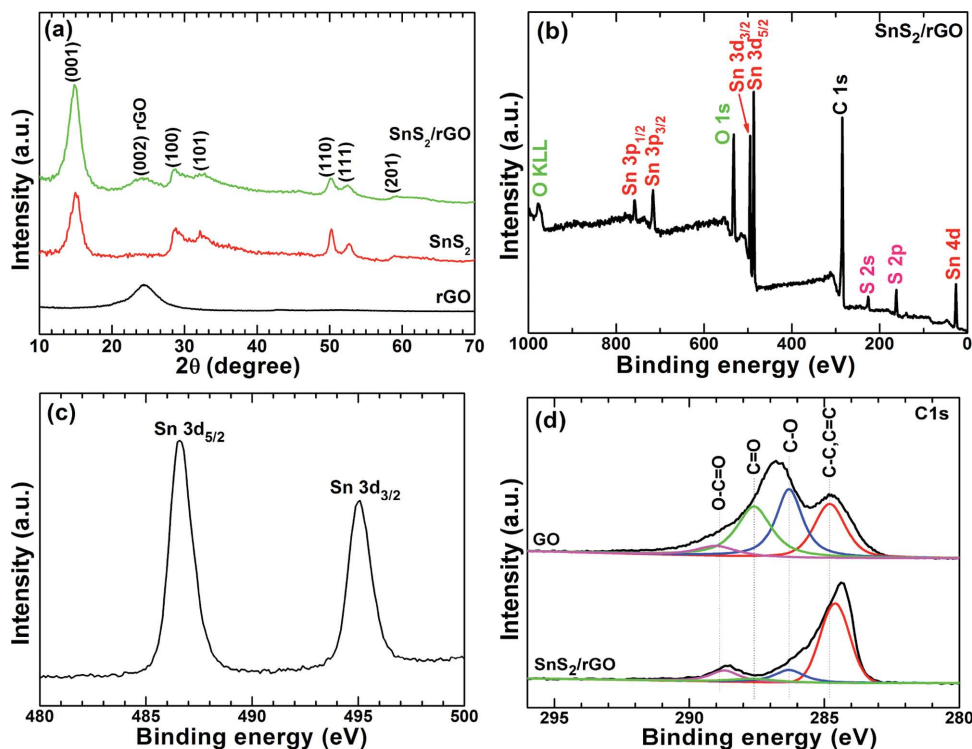 (a)
(001)
(002) rGO
(100)
(101)
(110)
(111)
(201)
SnS₂/rGO
SnS₂
rGO
Intensity (a.u.)
10 20 30 40 50 60 70
2θ (degree)
(b)
SnS₂/rGO
O KLL
Sn 3p₁/₂
Sn 3p₃/₂
O 1s
Sn 3d₃/₂
Sn 3d₅/₂
C 1s
S 2s
S 2p
Sn 4d
Intensity (a.u.)
1000 800 600 400 200 0
Binding energy (eV)
(c)
Sn 3d₅/₂
Sn 3d₃/₂
Intensity (a.u.)
480 485 490 495 500
Binding energy (eV)
(d)
C1s
O-C=O
C=O
C-O
C-C,C=C
GO
SnS₂/rGO
Intensity (a.u.)
295 290 285 280
Binding energy (eV)